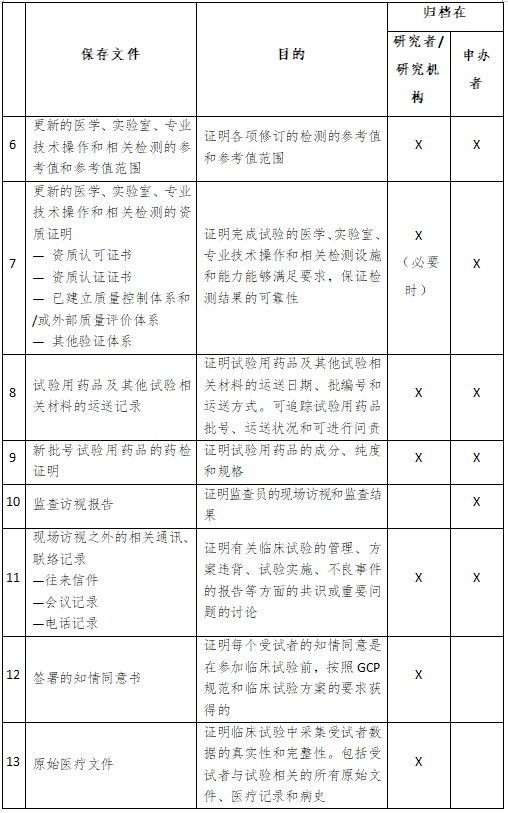 归档在
保存文件
目的
研究者/
研究机
构
申办
者
6
更新的医学、实验室、专业
技术操作和相关检测的参
考值和参考值范围
证明各项修订的检测的参考值
和参考值范围
X
X
7
更新的医学、实验室、专业
技术操作和相关检测的资
质证明
— 资质认可证书
— 资质认证证书
— 已建立质量控制体系和
/或外部质量评价体系
— 其他验证体系
证明完成试验的医学、实验室、
专业技术操作和相关检测设施
和能力能够满足要求，保证检
测结果的可靠性
X
（必要
时）
X
8
试验用药品及其他试验相
关材料的运送记录
证明试验用药品及其他试验相
关材料的运送日期、批编号和
运送方式。可追踪试验用药品
批号、运送状况和可进行问责
X
X
9
新批号试验用药品的药检
证明
证明试验用药品的成分、纯度
和规格
X
X
10
监查访视报告
证明监查员的现场访视和监查结
果
X
11
现场访视之外的相关通讯、
联络记录
—往来信件
—会议记录
—电话记录
证明有关临床试验的管理、方
案违背、试验实施、不良事件
的报告等方面的共识或重要问
题的讨论
X
X
12
签署的知情同意书
证明每个受试者的知情同意是
在参加临床试验前，按照 GCP
规范和临床试验方案的要求获
得的
X
13
原始医疗文件
证明临床试验中采集受试者数
据的真实性和完整性。包括受
试者与试验相关的所有原始文
件、医疗记录和病史
X